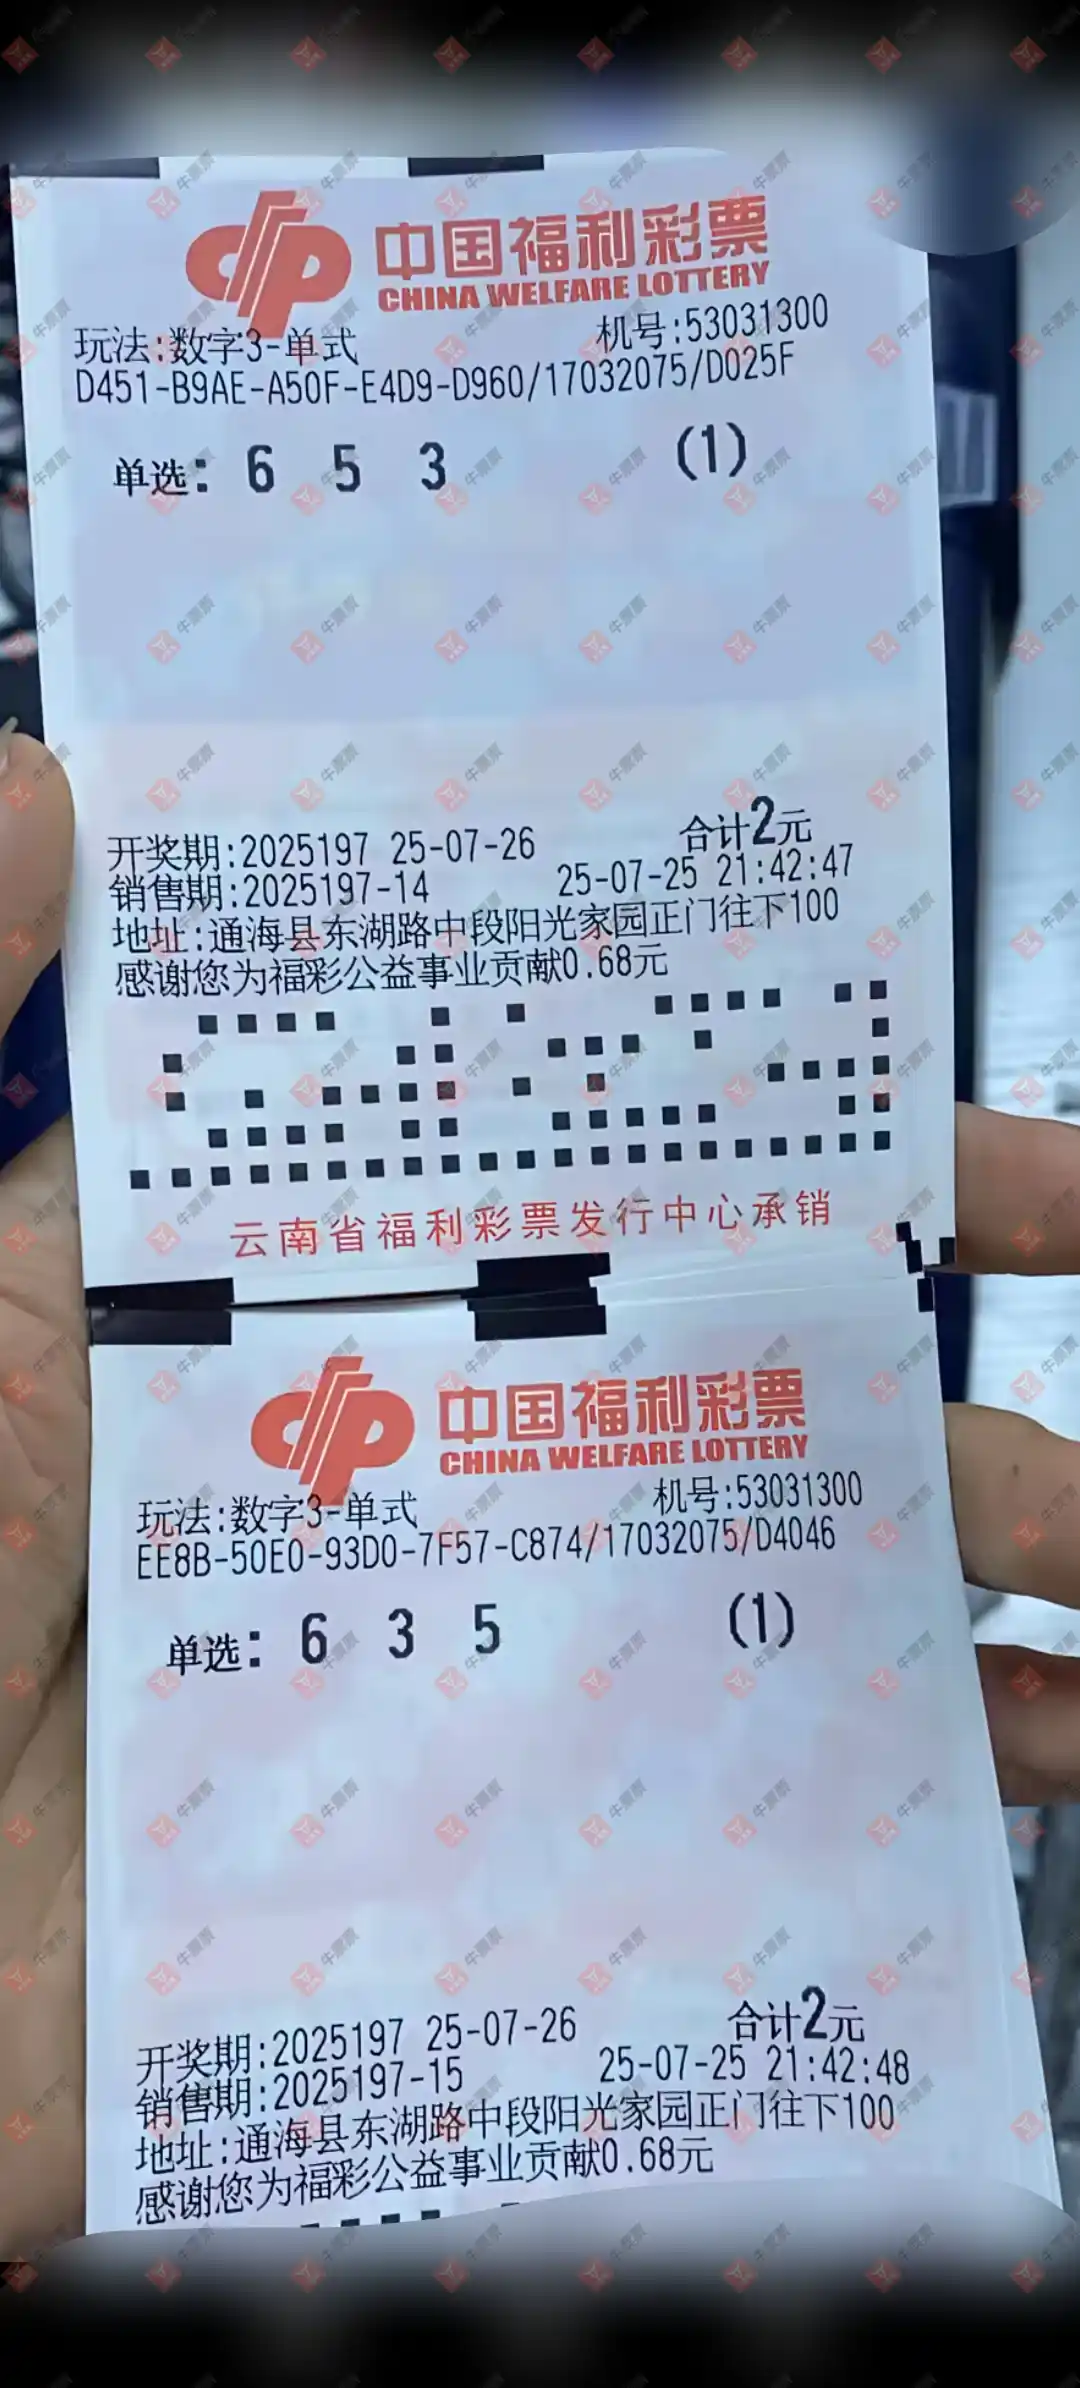 中国福利彩票
CHINA WELFARE LOTTERY
玩法:数字3-单式 机号:53031300
D451-B9AE-A50F-E4D9-D960/17032075/D025F
单选: 6 5 3 (1)
合计2元
开奖期:2025197 25-07-26
销售期:2025197-14 25-07-25 21:42:47
地址:通海县东湖路中段阳光家园正门往下100
感谢您为福彩公益事业贡献0.68元
云南省福利彩票发行中心承销
中国福利彩票
CHINA WELFARE LOTTERY
玩法:数字3-单式 机号:53031300
EE8B-50E0-93D0-7F57-C874/17032075/D4046
单选: 6 3 5 (1)
合计2元
开奖期:2025197 25-07-26
销售期:2025197-15 25-07-25 21:42:48
地址:通海县东湖路中段阳光家园正门往下100
感谢您为福彩公益事业贡献0.68元
牛票票